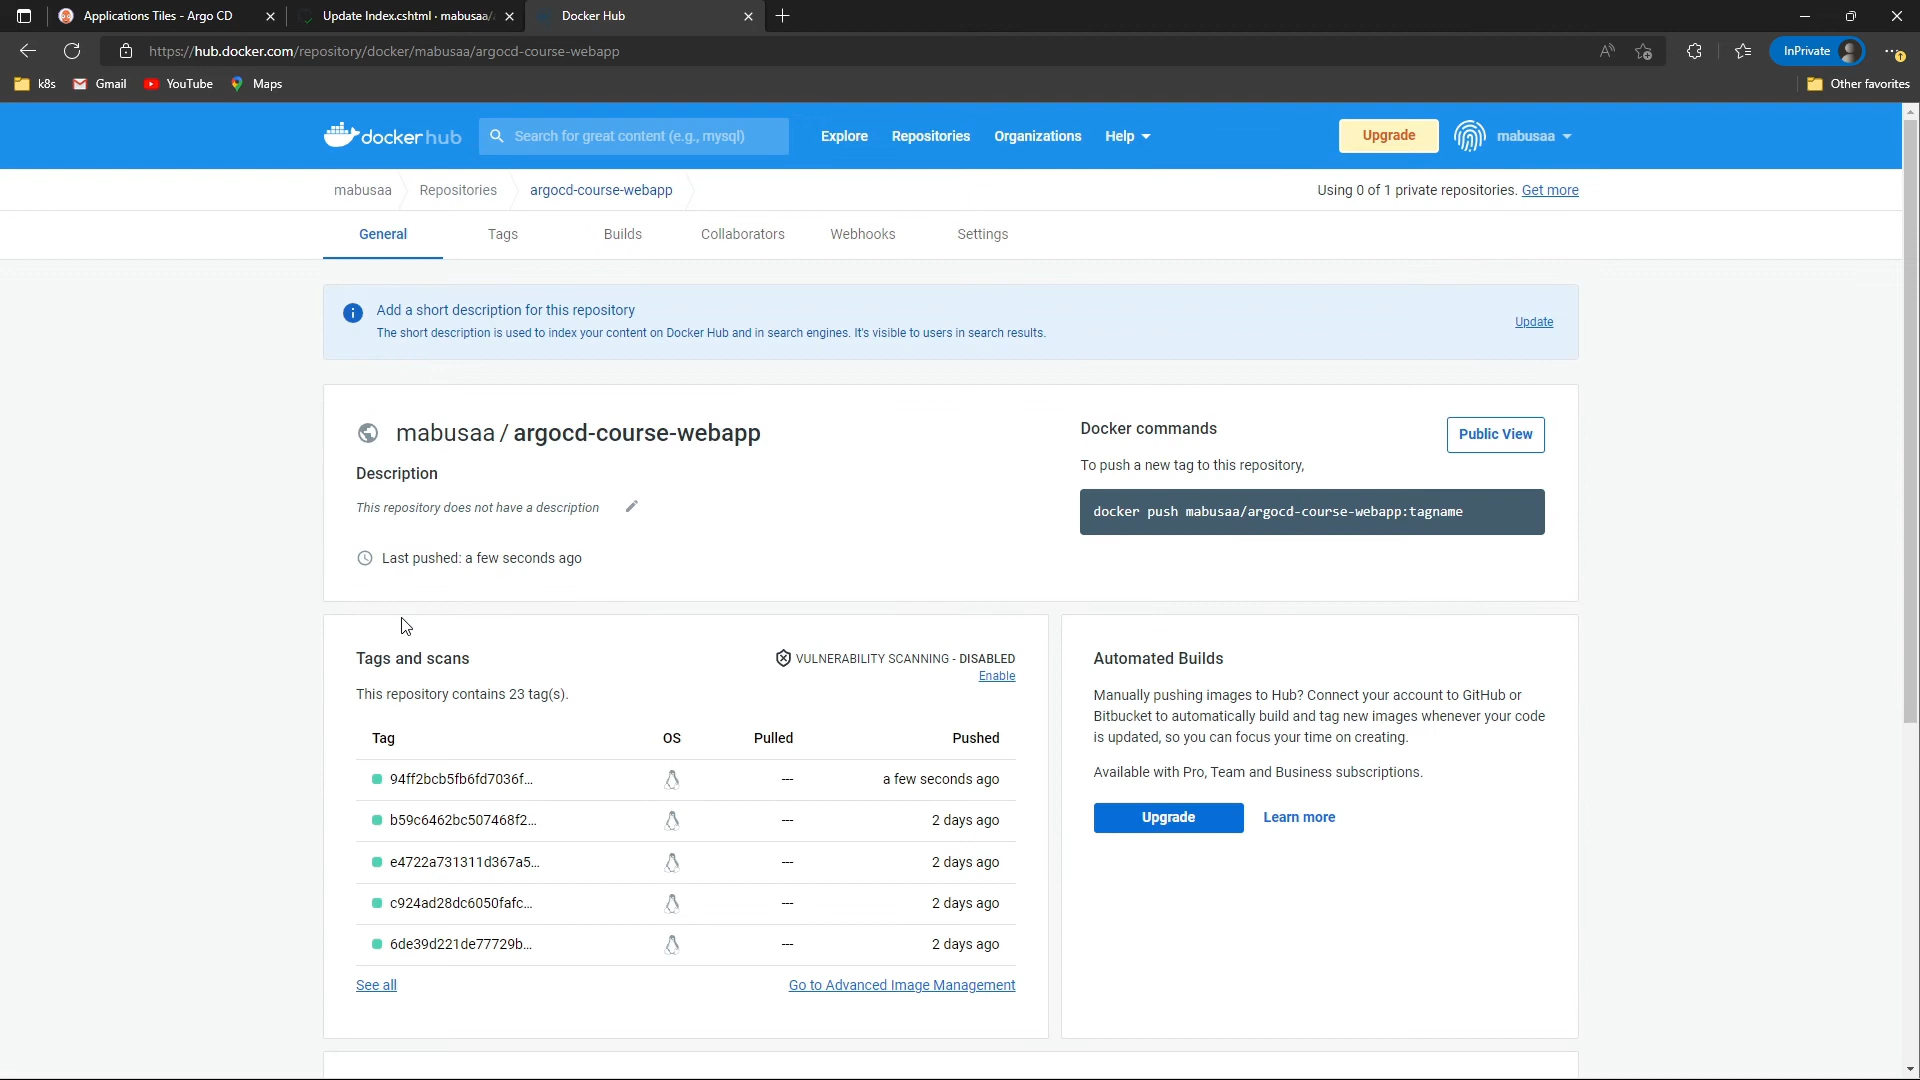 Applications Tiles - Argo CD
Update Index.cshtml · mabusaa/
Docker Hub
https://hub.docker.com/repository/docker/mabusaa/argocd-course-webapp
InPrivate
k8s
Gmail
YouTube
Maps
Other favorites
dockerhub
Search for great content (e.g., mysql)
Explore
Repositories
Organizations
Help
Upgrade
mabusaa
mabusaa
Repositories
argocd-course-webapp
Using 0 of 1 private repositories. Get more
General
Tags
Builds
Collaborators
Webhooks
Settings
Add a short description for this repository
The short description is used to index your content on Docker Hub and in search engines. It's visible to users in search results.
Update
mabusaa / argocd-course-webapp
Description
This repository does not have a description
Last pushed: a few seconds ago
Docker commands
Public View
To push a new tag to this repository,
docker push mabusaa/argocd-course-webapp:tagname
Tags and scans
VULNERABILITY SCANNING - DISABLED
Enable
This repository contains 23 tag(s).
Tag OS Pulled Pushed
94ff2bcb5fb6fd7036f... --- a few seconds ago
b59c6462bc507468f2... --- 2 days ago
e4722a731311d367a5... --- 2 days ago
c924ad28dc6050fafc... --- 2 days ago
6de39d221de77729b... --- 2 days ago
See all
Go to Advanced Image Management
Automated Builds
Manually pushing images to Hub? Connect your account to GitHub or
Bitbucket to automatically build and tag new images whenever your code
is updated, so you can focus your time on creating.
Available with Pro, Team and Business subscriptions.
Upgrade
Learn more